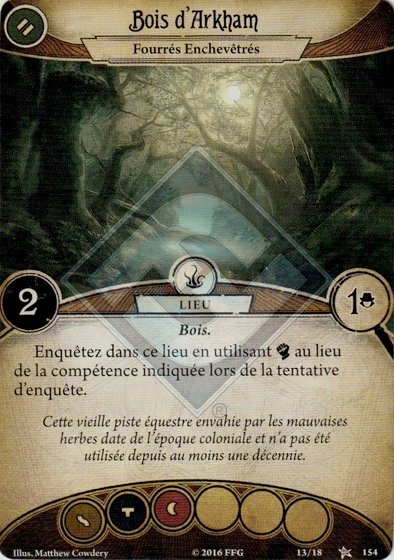 Bois d'Arkham
Fourrés Enchevêtrés
2
LIEU
1
Bois.
Enquêtez dans ce lieu en utilisant au lieu
de la compétence indiquée lors de la tentative
d'enquête.
Cette vieille piste équestre envahie par les mauvaises
herbes date de l'époque coloniale et n'a pas été
utilisée depuis au moins une décennie.
®
Illus. Matthew Cowdery © 2016 FFG 13/18 154